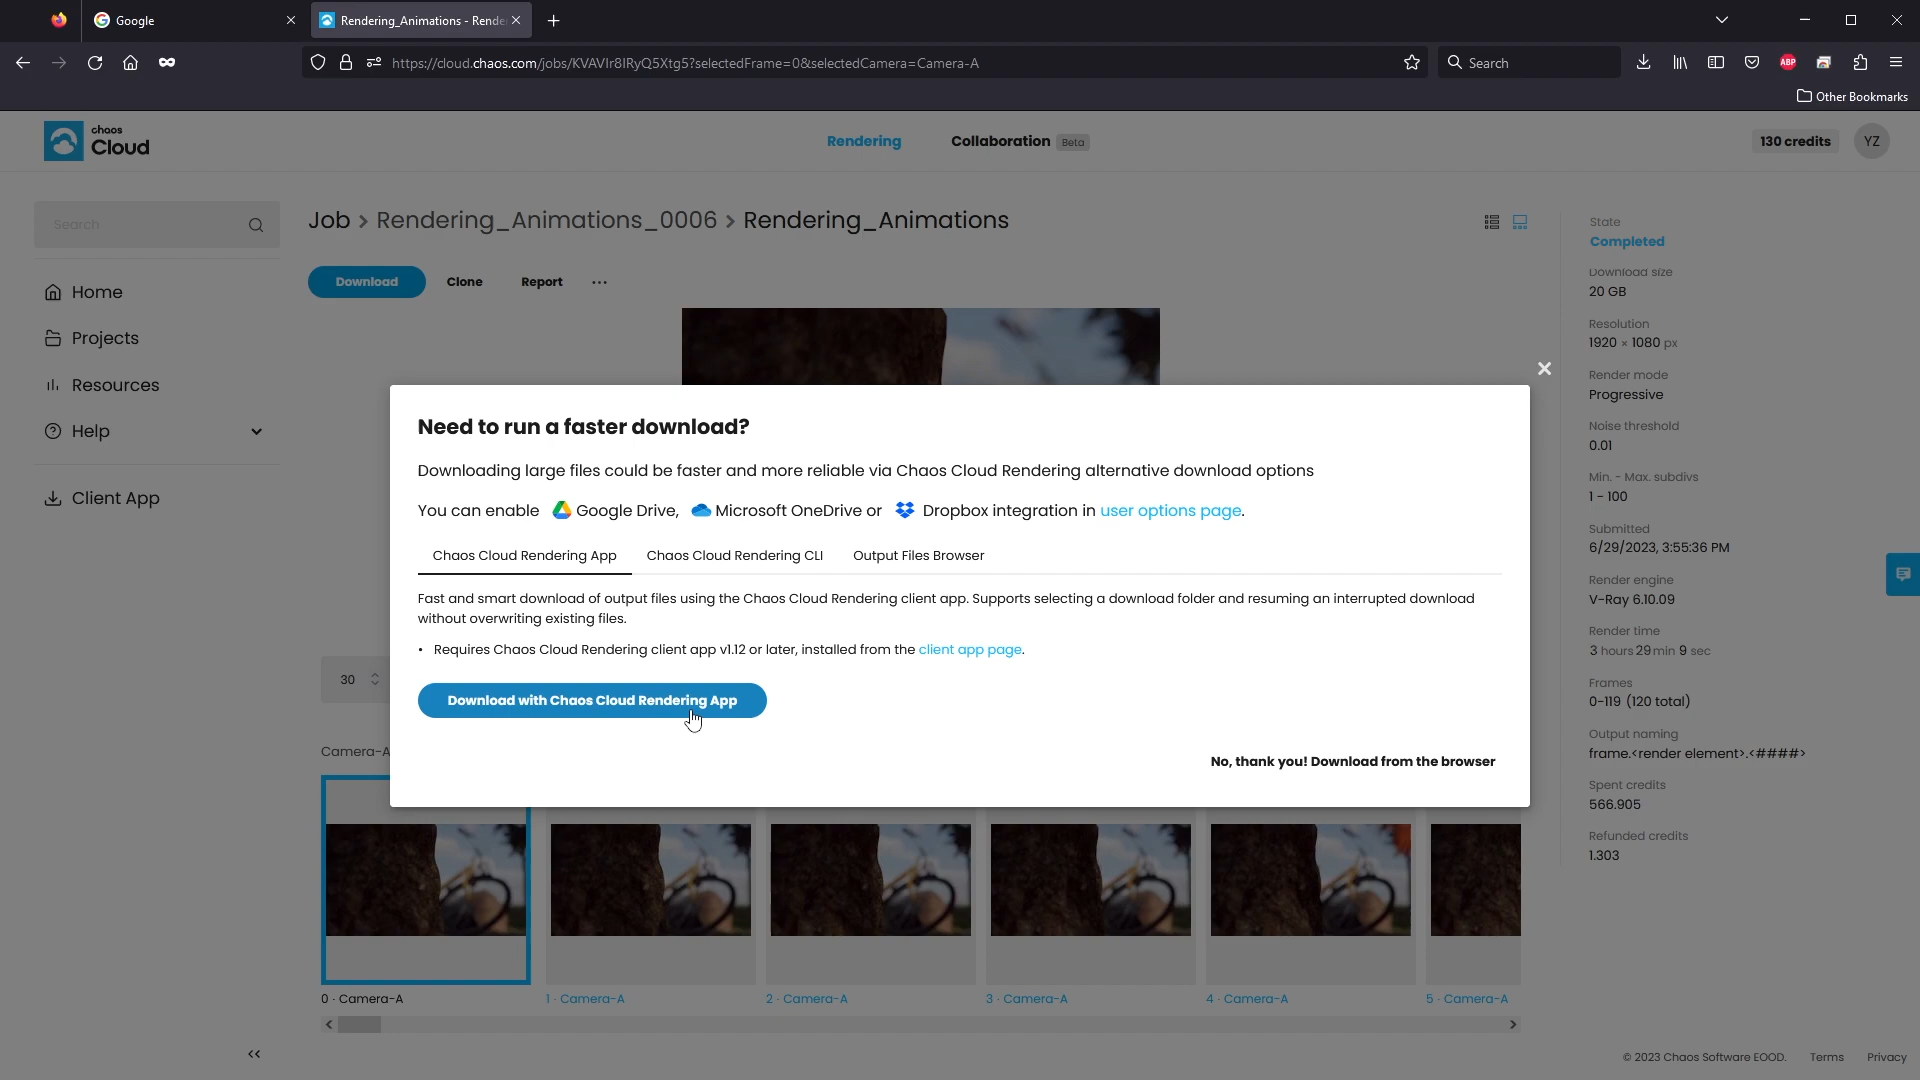 Google
Rendering_Animations - Rende
https://cloud.chaos.com/jobs/KVAVIr8IRyQ5Xtg5?selectedFrame=0&selectedCamera=Camera-A
Search
ABP
Other Bookmarks
chaos
Cloud
Rendering
Collaboration Beta
130 credits
YZ
Search
Home
Projects
Resources
Help
Client App
Job > Rendering_Animations_0006 > Rendering_Animations
Download
Clone
Report
...
State
Completed
Download size
20 GB
Resolution
1920 × 1080 px
Render mode
Progressive
Noise threshold
0.01
Min. - Max. subdivs
1 - 100
Submitted
6/29/2023, 3:55:36 PM
Render engine
V-Ray 6.10.09
Render time
3 hours 29 min 9 sec
Frames
0-119 (120 total)
Output naming
frame.<render element>.<####>
Spent credits
566.905
Refunded credits
1.303
Need to run a faster download?
Downloading large files could be faster and more reliable via Chaos Cloud Rendering alternative download options
You can enable Google Drive, Microsoft OneDrive or Dropbox integration in user options page.
Chaos Cloud Rendering App
Chaos Cloud Rendering CLI
Output Files Browser
Fast and smart download of output files using the Chaos Cloud Rendering client app. Supports selecting a download folder and resuming an interrupted download
without overwriting existing files.
• Requires Chaos Cloud Rendering client app v1.12 or later, installed from the client app page.
Download with Chaos Cloud Rendering App
No, thank you! Download from the browser
30
Camera-A
0 · Camera-A
1 · Camera-A
2 · Camera-A
3 · Camera-A
4 · Camera-A
5 · Camera-A
© 2023 Chaos Software EOOD.
Terms
Privacy